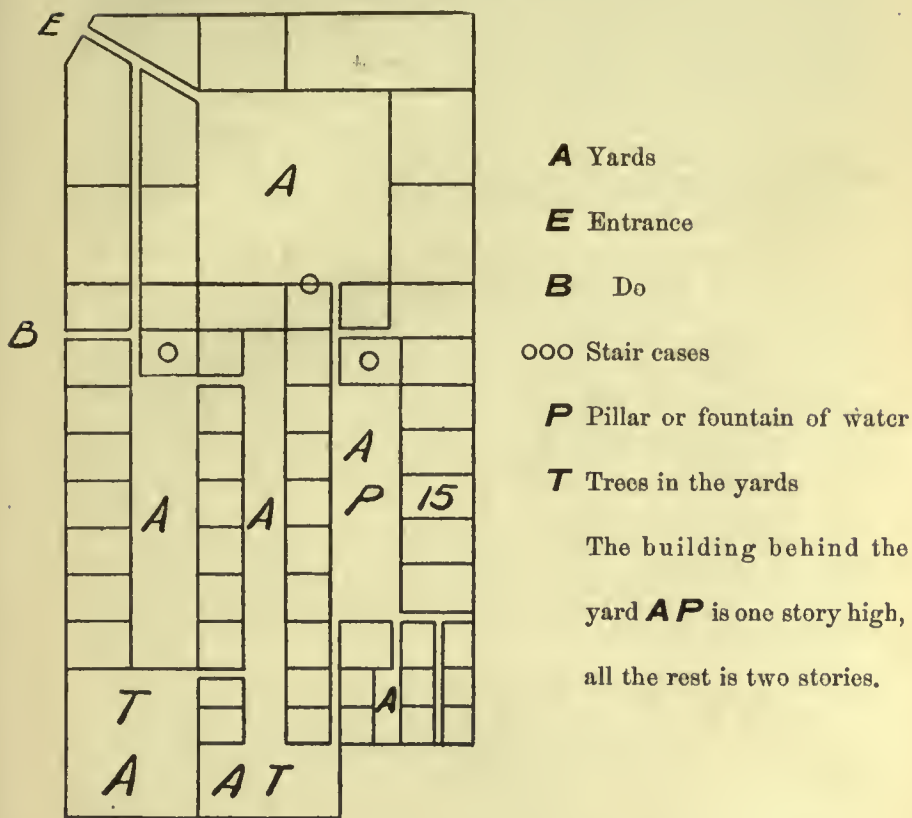 E
A
B
A
P
15
A
A
A
T
A
A T
A Yards
E Entrance
B Do
OOO Stair cases
P Pillar or fountain of water
T Trees in the yards
The building behind the
yard A P is one story high,
all the rest is two stories.